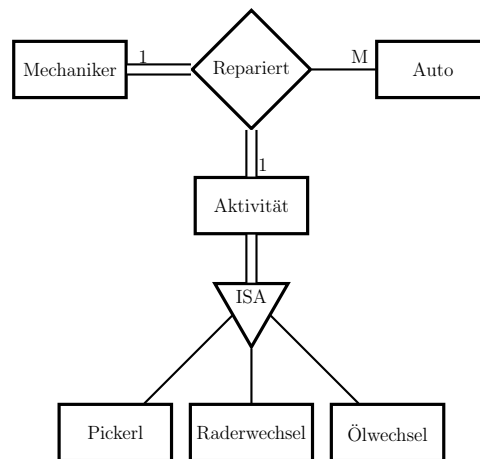 Mechaniker
1
Repariert
M
Auto
1
Aktivität
ISA
Pickerl
Raderwechsel
Ölwechsel